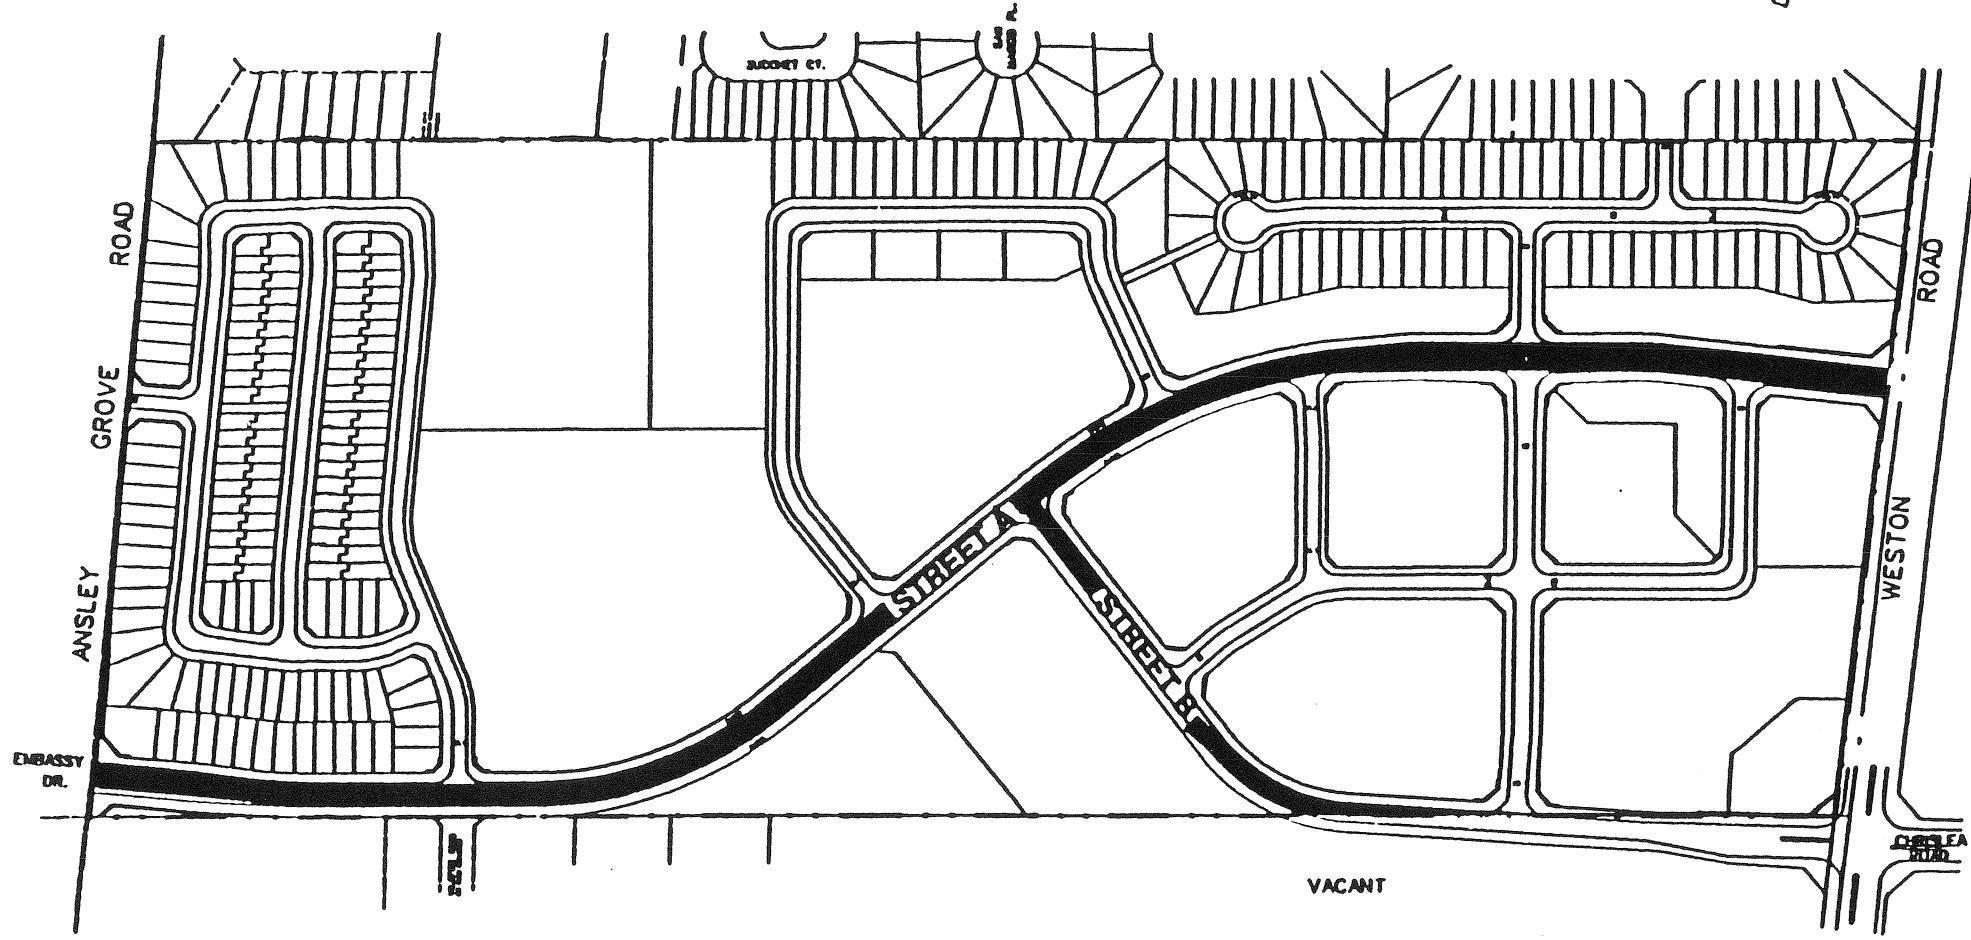 ROAD
GROVE
ANSLEY
EMBASSY
DR.
STREET A
STREET B
ROAD
WESTON
CHRISLEA
ROAD
VACANT